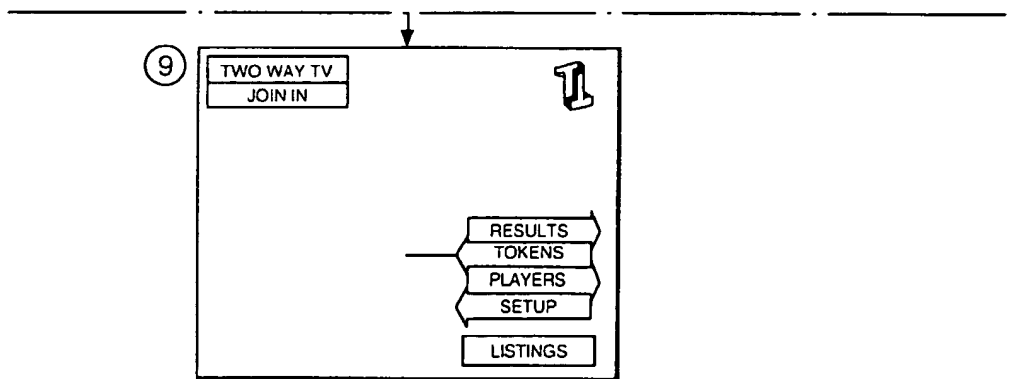 9
TWO WAY TV
JOIN IN
RESULTS
TOKENS
PLAYERS
SETUP
LISTINGS